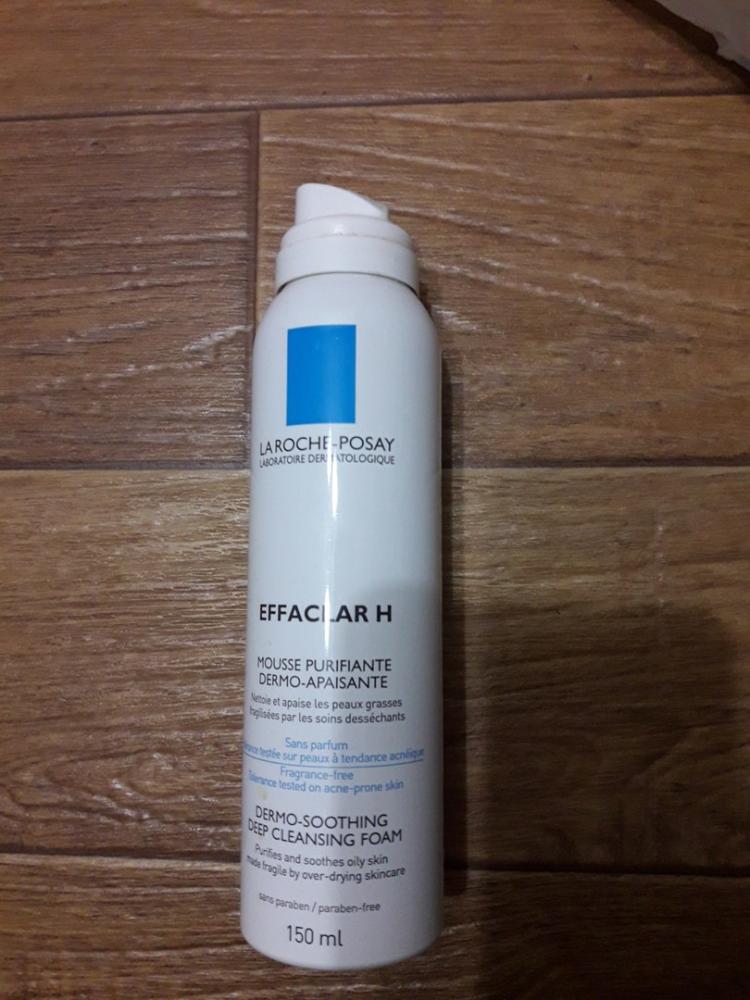 LA ROCHE-POSAY
LABORATOIRE DERMATOLOGIQUE
EFFACLAR H
MOUSSE PURIFIANTE
DERMO-APAISANTE
Nettoie et apaise les peaux grasses
fragilisées par les soins desséchants
Sans parfum
testée sur peaux à tendance acnéique
Fragrance-free
Tolerance tested on acne-prone skin
DERMO-SOOTHING
DEEP CLEANSING FOAM
Purifies and soothes oily skin
made fragile by over-drying skincare
sans paraben / paraben-free
150 ml